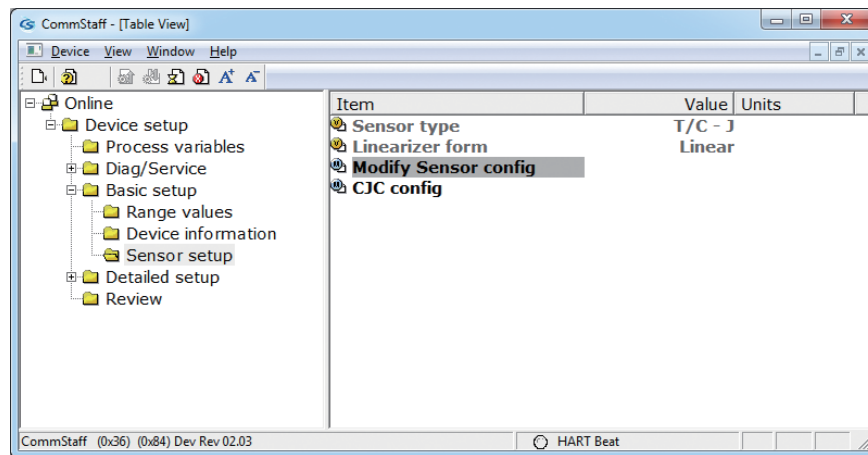 CommStaff - [Table View]
Device View Window Help
Online
Device setup
Process variables
Diag/Service
Basic setup
Range values
Device information
Sensor setup
Detailed setup
Review
Item Value Units
Sensor type T/C - J
Linearizer form Linear
Modify Sensor config
CJC config
CommStaff (0x36) (0x84) Dev Rev 02.03 HART Beat